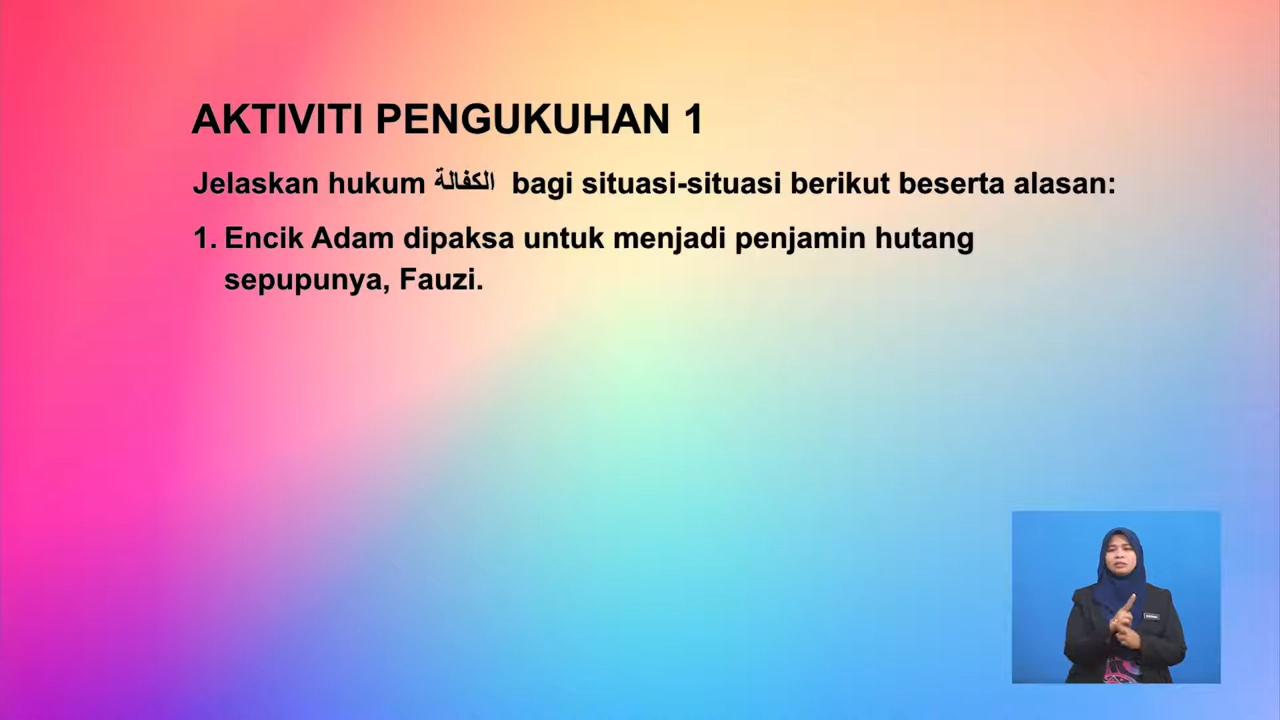 AKTIVITI PENGUKUHAN 1
Jelaskan hukum الكفالة bagi situasi-situasi berikut beserta alasan:
1. Encik Adam dipaksa untuk menjadi penjamin hutang
sepupunya, Fauzi.